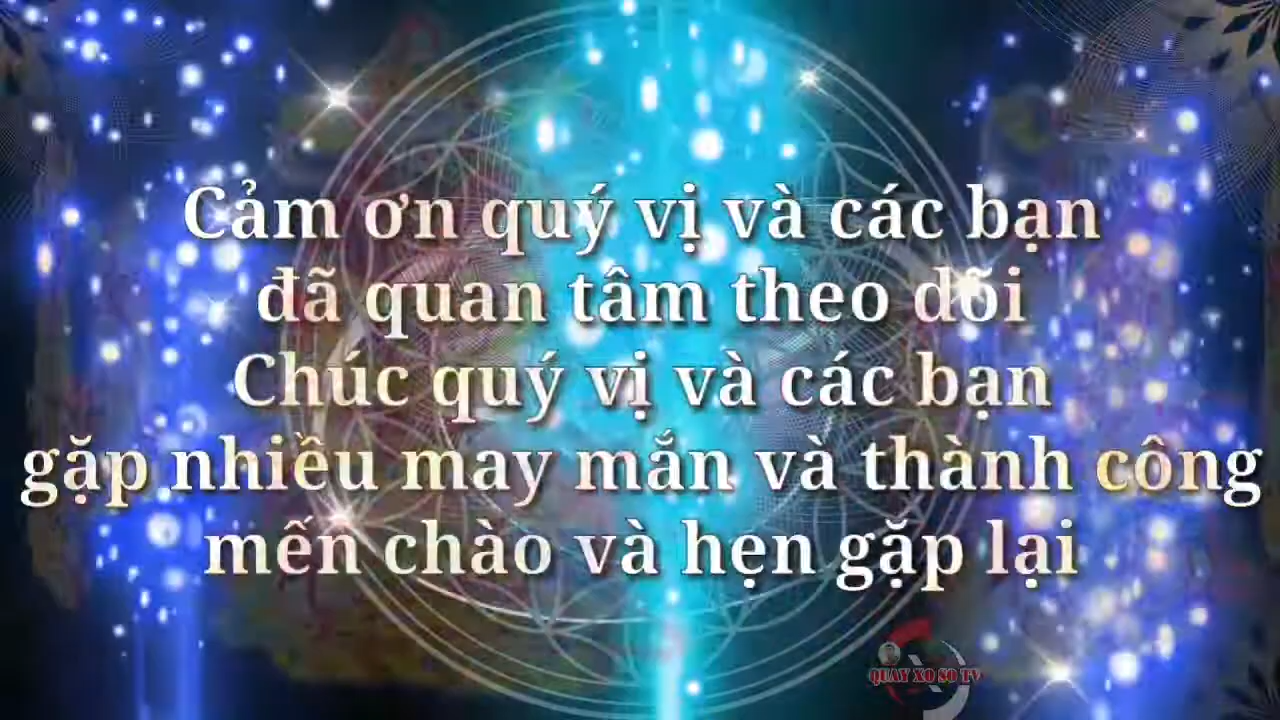 Cảm ơn quý vị và các bạn
đã quan tâm theo dõi
Chúc quý vị và các bạn
gặp nhiều may mắn và thành công
mến chào và hẹn gặp lại
QUAY XO SO TV